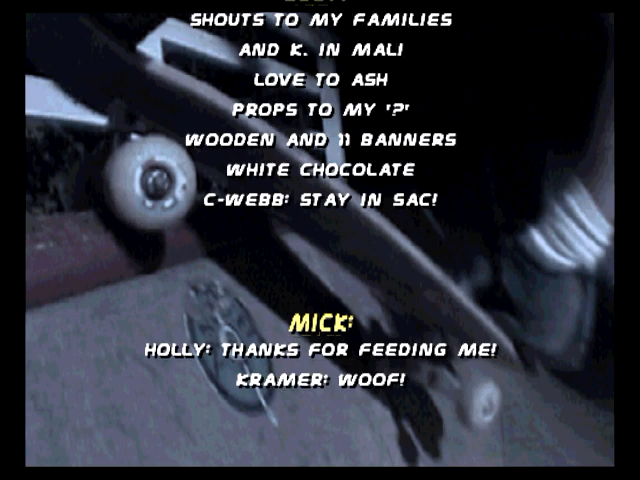 SHOUTS TO MY FAMILIES
AND K. IN MALI
LOVE TO ASH
PROPS TO MY '?'
WOODEN AND 11 BANNERS
WHITE CHOCOLATE
C-WEBB: STAY IN SAC!
MICK:
HOLLY: THANKS FOR FEEDING ME!
KRAMER: WOOF!